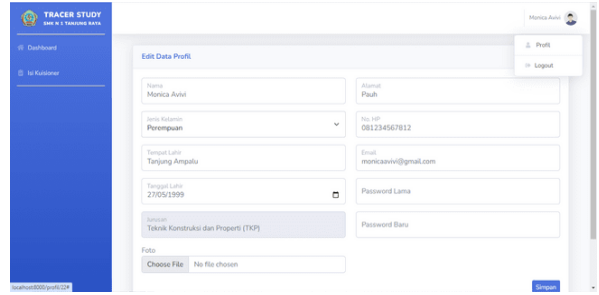 TRACER STUDY
SMK N 1 TANJUNG RAYA
Monica Avivi
Dashboard
Isi Kuisioner
Profil
Logout
Edit Data Profil
Nama
Monica Avivi
Alamat
Pauh
Jenis Kelamin
Perempuan
No. HP
081234567812
Tempat Lahir
Tanjung Ampalu
Email
monicaavivi@gmail.com
Tanggal Lahir
27/05/1999
Password Lama
Jurusan
Teknik Konstruksi dan Properti (TKP)
Password Baru
Foto
Choose File No file chosen
Simpan
localhost:8000/profil/22#